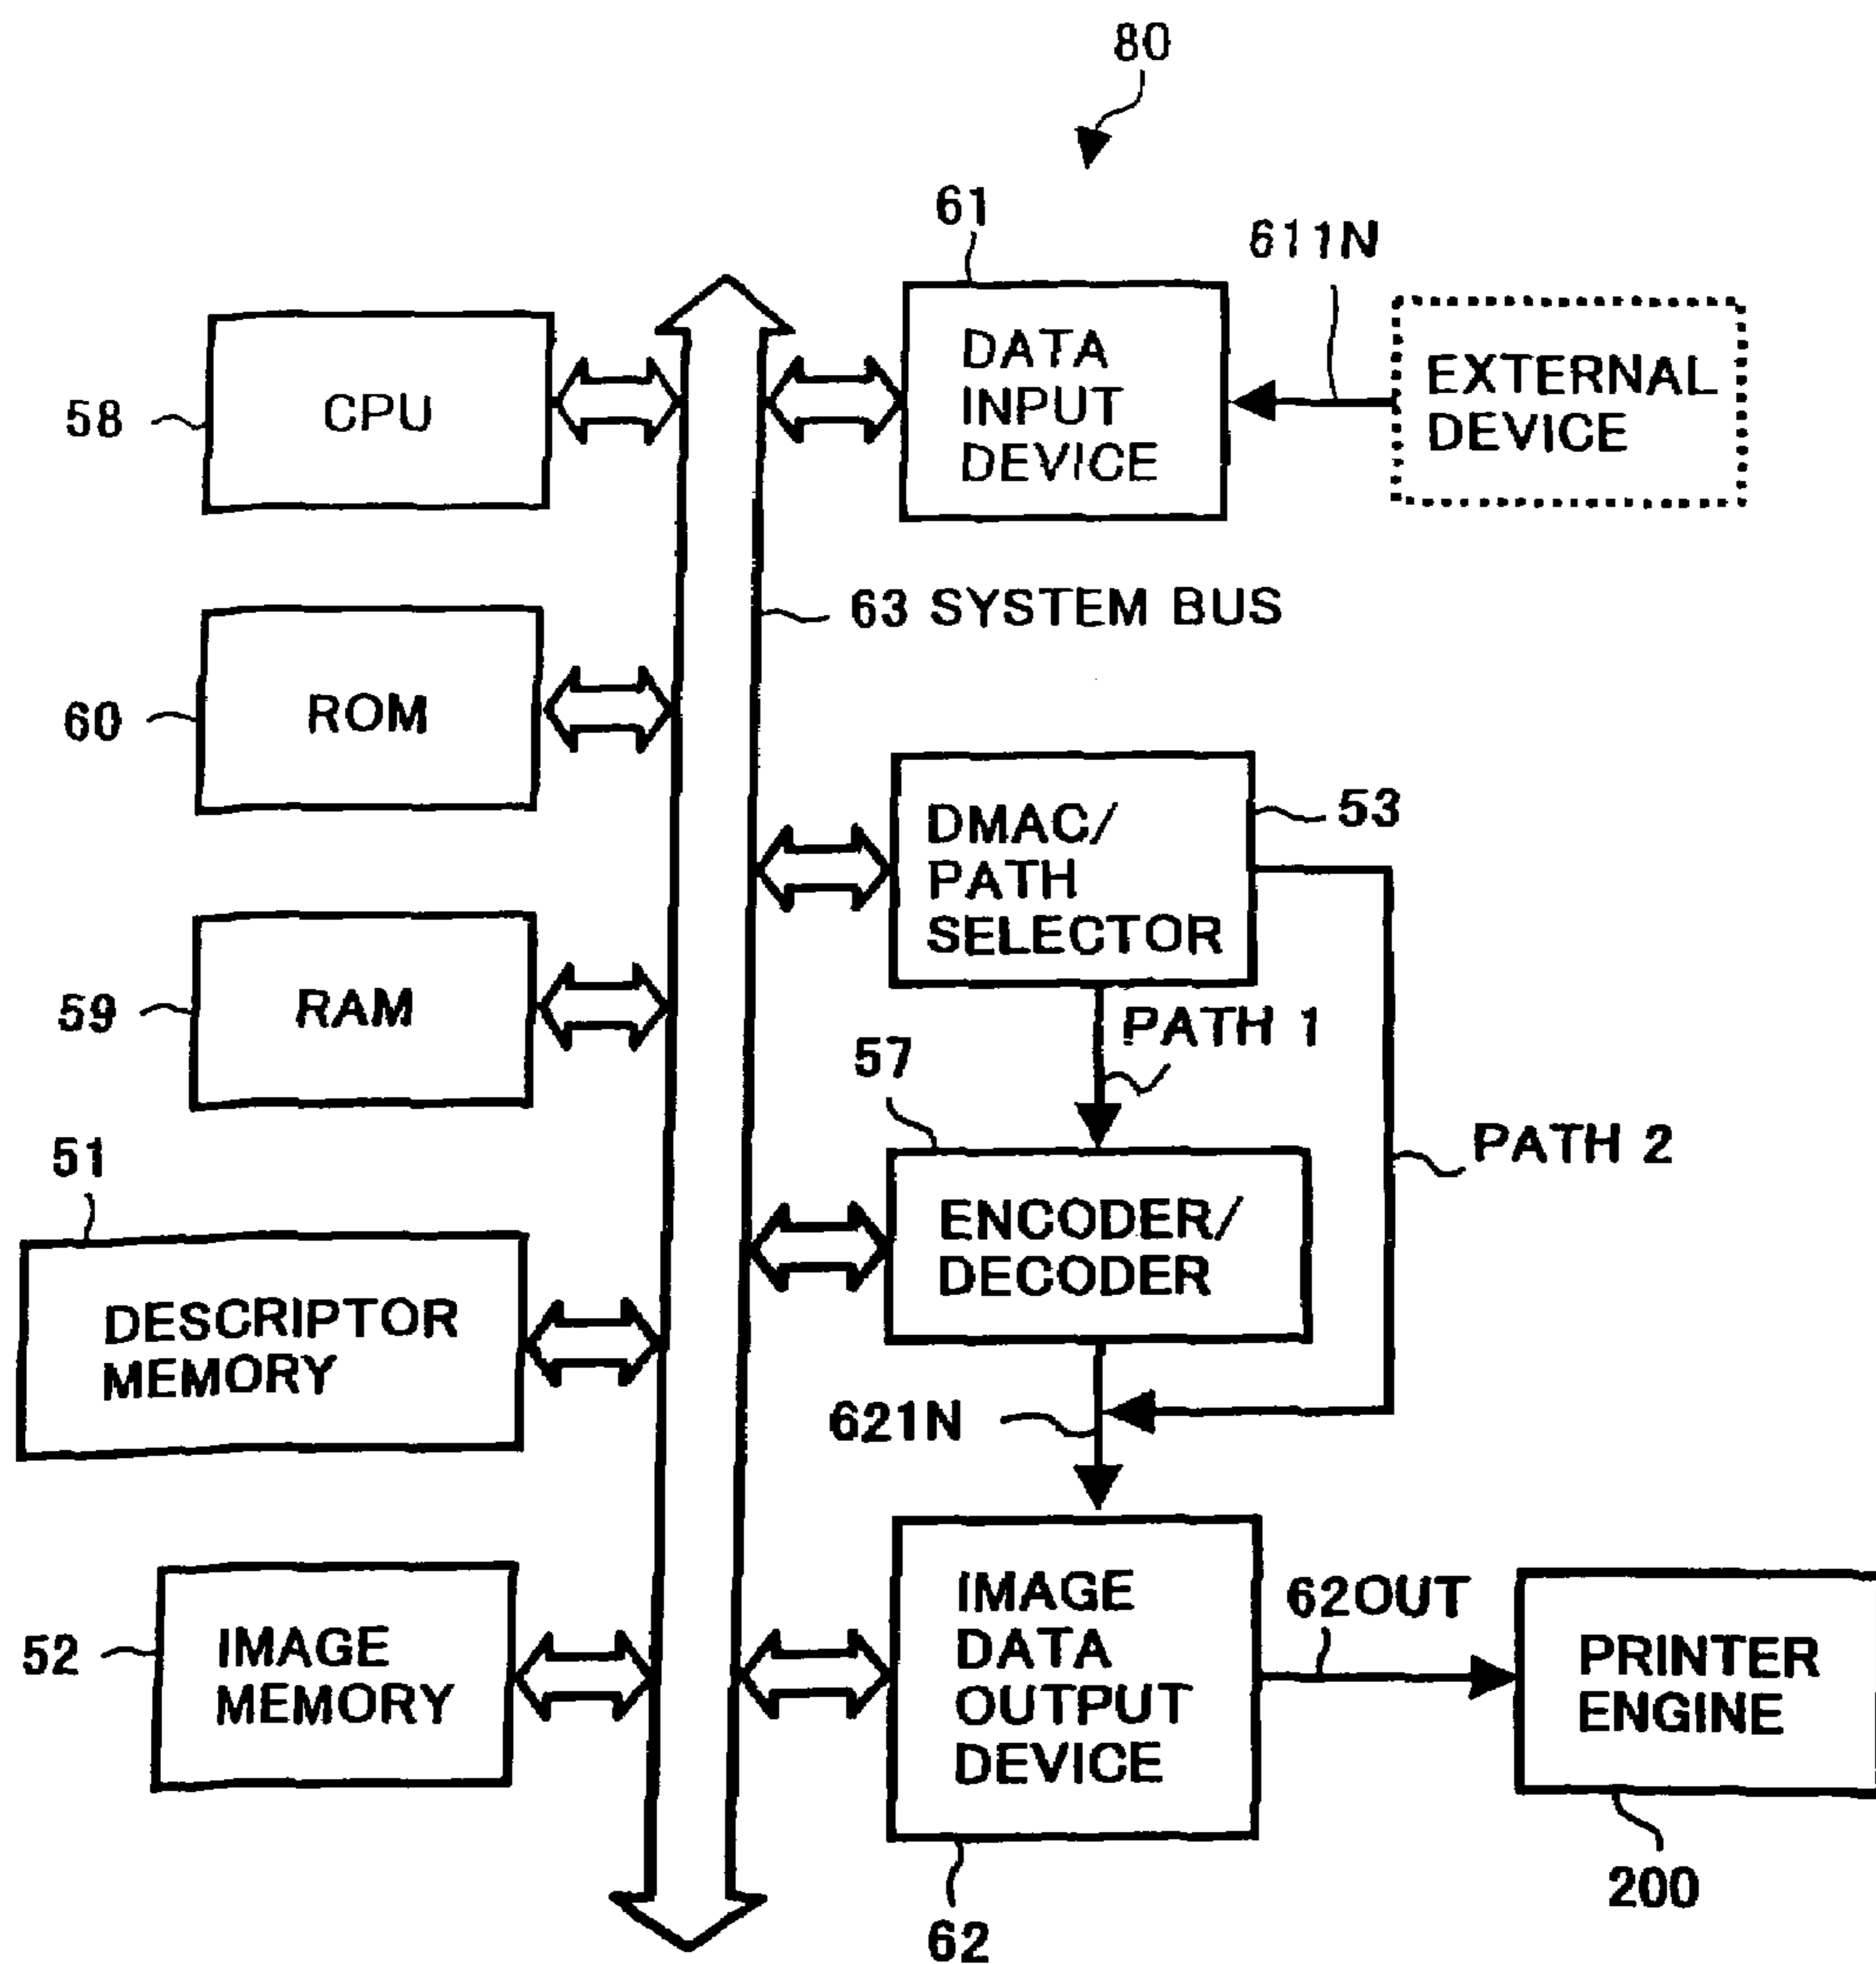 80
61
611N
DATA
INPUT
DEVICE
EXTERNAL
DEVICE
58
CPU
63 SYSTEM BUS
60
ROM
DMAC/
PATH
SELECTOR
53
59
RAM
PATH 1
57
51
PATH 2
ENCODER/
DECODER
DESCRIPTOR
MEMORY
621N
52
IMAGE
MEMORY
IMAGE
DATA
OUTPUT
DEVICE
62OUT
PRINTER
ENGINE
200
62